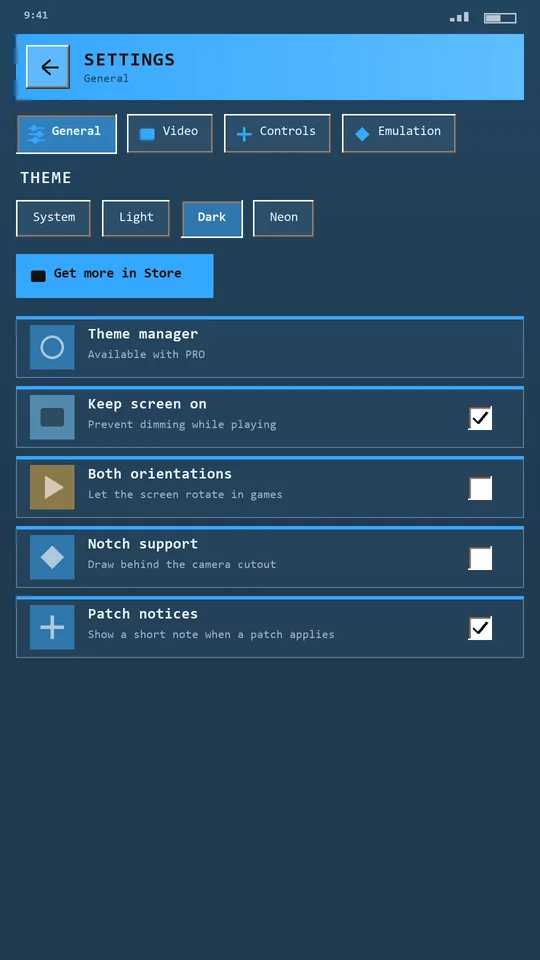 9:41
SETTINGS
General
General
Video
Controls
Emulation
THEME
System
Light
Dark
Neon
Get more in Store
Theme manager
Available with PRO
Keep screen on
Prevent dimming while playing
Both orientations
Let the screen rotate in games
Notch support
Draw behind the camera cutout
Patch notices
Show a short note when a patch applies